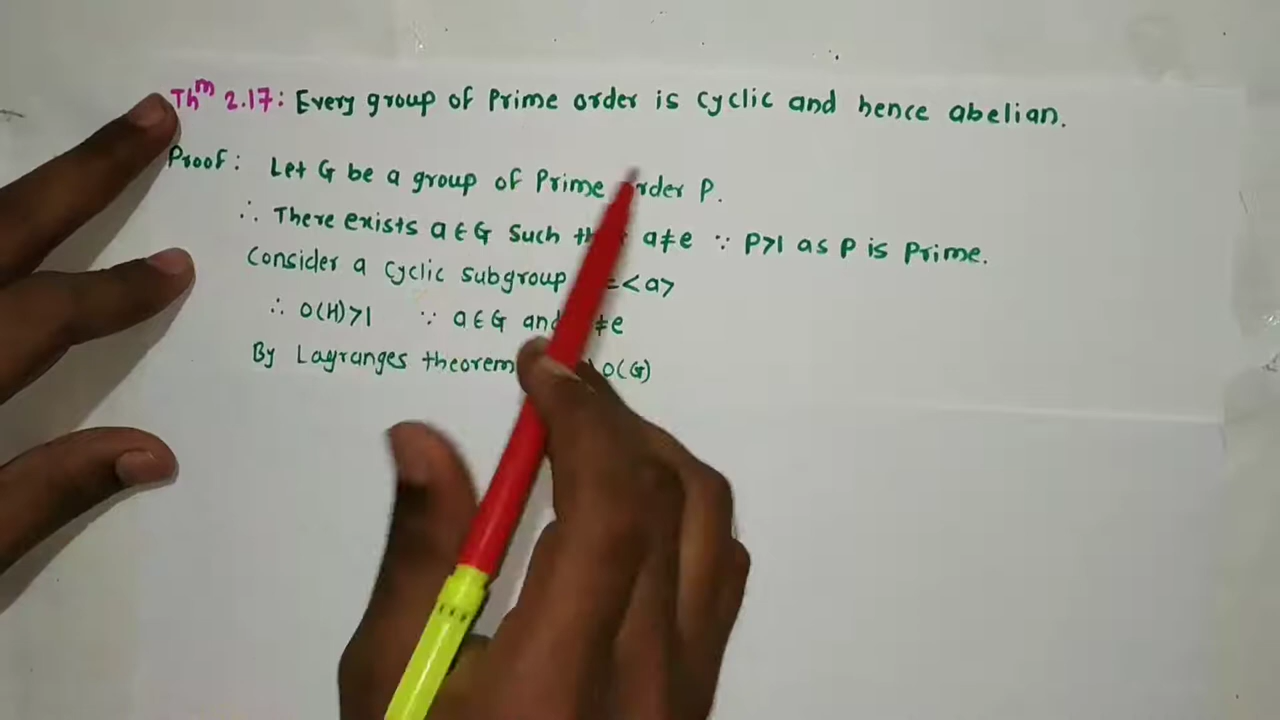 Thm 2.17: Every group of Prime order is cyclic and hence abelian.
Proof: Let G be a group of Prime order P.
∴ There exists a ∈ G Such that a ≠ e ∵ P>1 as P is Prime.
Consider a cyclic subgroup =<a>
∴ O(H)>1 ∵ a ∈ G and ≠ e
By Lagranges theorem O(G)